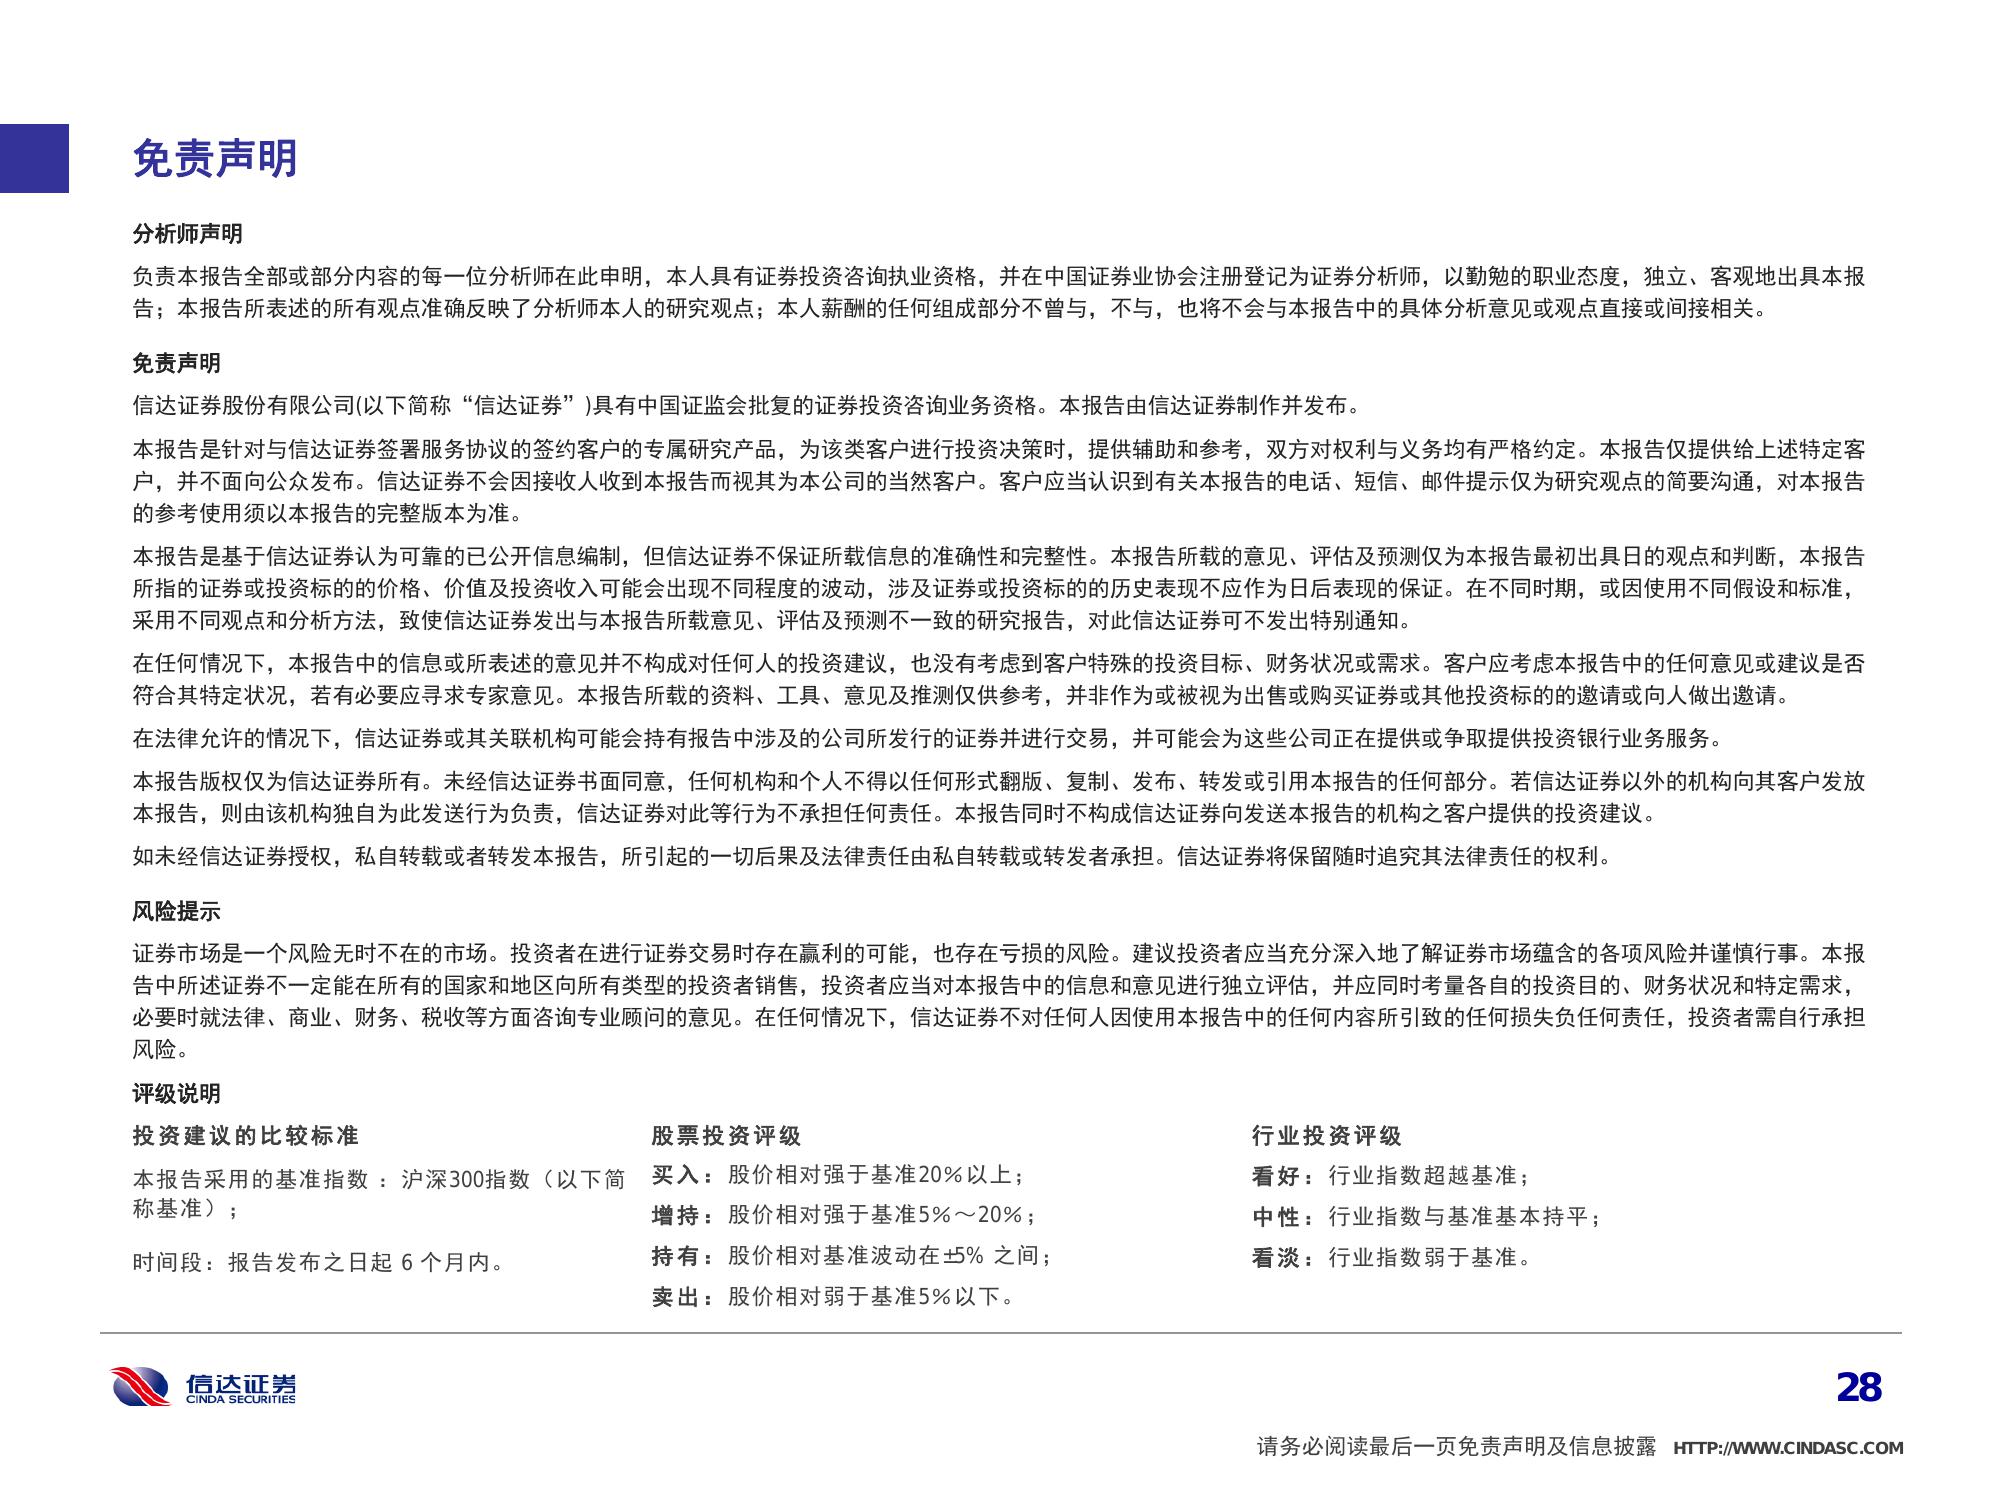 免责声明
分析师声明
负责本报告全部或部分内容的每一位分析师在此申明，本人具有证券投资咨询执业资格，并在中国证券业协会注册登记为证券分析师，以勤勉的职业态度，独立、客观地出具本报
告；本报告所表述的所有观点准确反映了分析师本人的研究观点；本人薪酬的任何组成部分不曾与，不与，也将不会与本报告中的具体分析意见或观点直接或间接相关。
免责声明
信达证券股份有限公司(以下简称“信达证券”)具有中国证监会批复的证券投资咨询业务资格。本报告由信达证券制作并发布。
本报告是针对与信达证券签署服务协议的签约客户的专属研究产品，为该类客户进行投资决策时，提供辅助和参考，双方对权利与义务均有严格约定。本报告仅提供给上述特定客
户，并不面向公众发布。信达证券不会因接收人收到本报告而视其为本公司的当然客户。客户应当认识到有关本报告的电话、短信、邮件提示仅为研究观点的简要沟通，对本报告
的参考使用须以本报告的完整版本为准。
本报告是基于信达证券认为可靠的已公开信息编制，但信达证券不保证所载信息的准确性和完整性。本报告所载的意见、评估及预测仅为本报告最初出具日的观点和判断，本报告
所指的证券或投资标的的价格、价值及投资收入可能会出现不同程度的波动，涉及证券或投资标的的历史表现不应作为日后表现的保证。在不同时期，或因使用不同假设和标准，
采用不同观点和分析方法，致使信达证券发出与本报告所载意见、评估及预测不一致的研究报告，对此信达证券可不发出特别通知。
在任何情况下，本报告中的信息或所表述的意见并不构成对任何人的投资建议，也没有考虑到客户特殊的投资目标、财务状况或需求。客户应考虑本报告中的任何意见或建议是否
符合其特定状况，若有必要应寻求专家意见。本报告所载的资料、工具、意见及推测仅供参考，并非作为或被视为出售或购买证券或其他投资标的的邀请或向人做出邀请。
在法律允许的情况下，信达证券或其关联机构可能会持有报告中涉及的公司所发行的证券并进行交易，并可能会为这些公司正在提供或争取提供投资银行业务服务。
本报告版权仅为信达证券所有。未经信达证券书面同意，任何机构和个人不得以任何形式翻版、复制、发布、转发或引用本报告的任何部分。若信达证券以外的机构向其客户发放
本报告，则由该机构独自为此发送行为负责，信达证券对此等行为不承担任何责任。本报告同时不构成信达证券向发送本报告的机构之客户提供的投资建议。
如未经信达证券授权，私自转载或者转发本报告，所引起的一切后果及法律责任由私自转载或转发者承担。信达证券将保留随时追究其法律责任的权利。
风险提示
证券市场是一个风险无时不在的市场。投资者在进行证券交易时存在赢利的可能，也存在亏损的风险。建议投资者应当充分深入地了解证券市场蕴含的各项风险并谨慎行事。本报
告中所述证券不一定能在所有的国家和地区向所有类型的投资者销售，投资者应当对本报告中的信息和意见进行独立评估，并应同时考量各自的投资目的、财务状况和特定需求，
必要时就法律、商业、财务、税收等方面咨询专业顾问的意见。在任何情况下，信达证券不对任何人因使用本报告中的任何内容所引致的任何损失负任何责任，投资者需自行承担
风险。
评级说明
投资建议的比较标准
本报告采用的基准指数 ：沪深300指数（以下简
称基准）；
时间段：报告发布之日起 6 个月内。
股票投资评级
买入：股价相对强于基准20％以上；
增持：股价相对强于基准5％～20％；
持有：股价相对基准波动在±5% 之间；
卖出：股价相对弱于基准5％以下。
行业投资评级
看好：行业指数超越基准；
中性：行业指数与基准基本持平；
看淡：行业指数弱于基准。
信达证券
CINDA SECURITIES
28
请务必阅读最后一页免责声明及信息披露 HTTP://WWW.CINDASC.COM